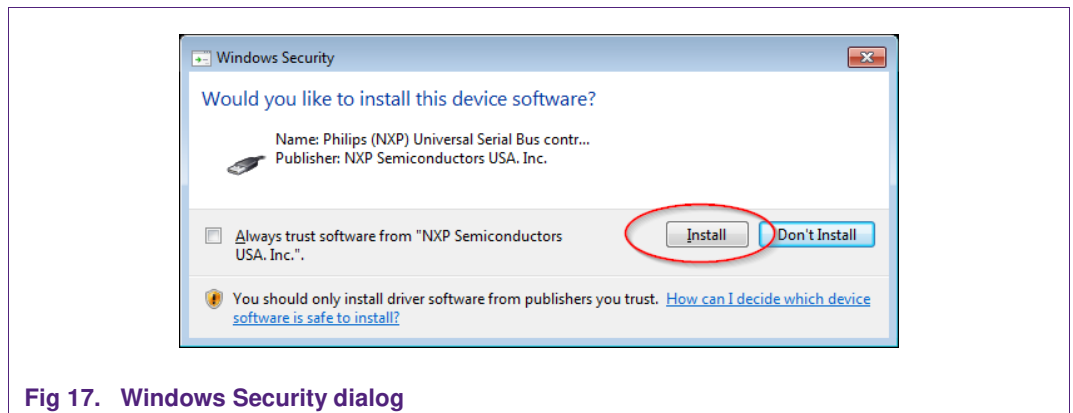 Windows Security
Would you like to install this device software?
Name: Philips (NXP) Universal Serial Bus contr...
Publisher: NXP Semiconductors USA. Inc.
Always trust software from "NXP Semiconductors
USA. Inc.".
Install
Don't Install
You should only install driver software from publishers you trust. How can I decide which device
software is safe to install?
Fig 17. Windows Security dialog